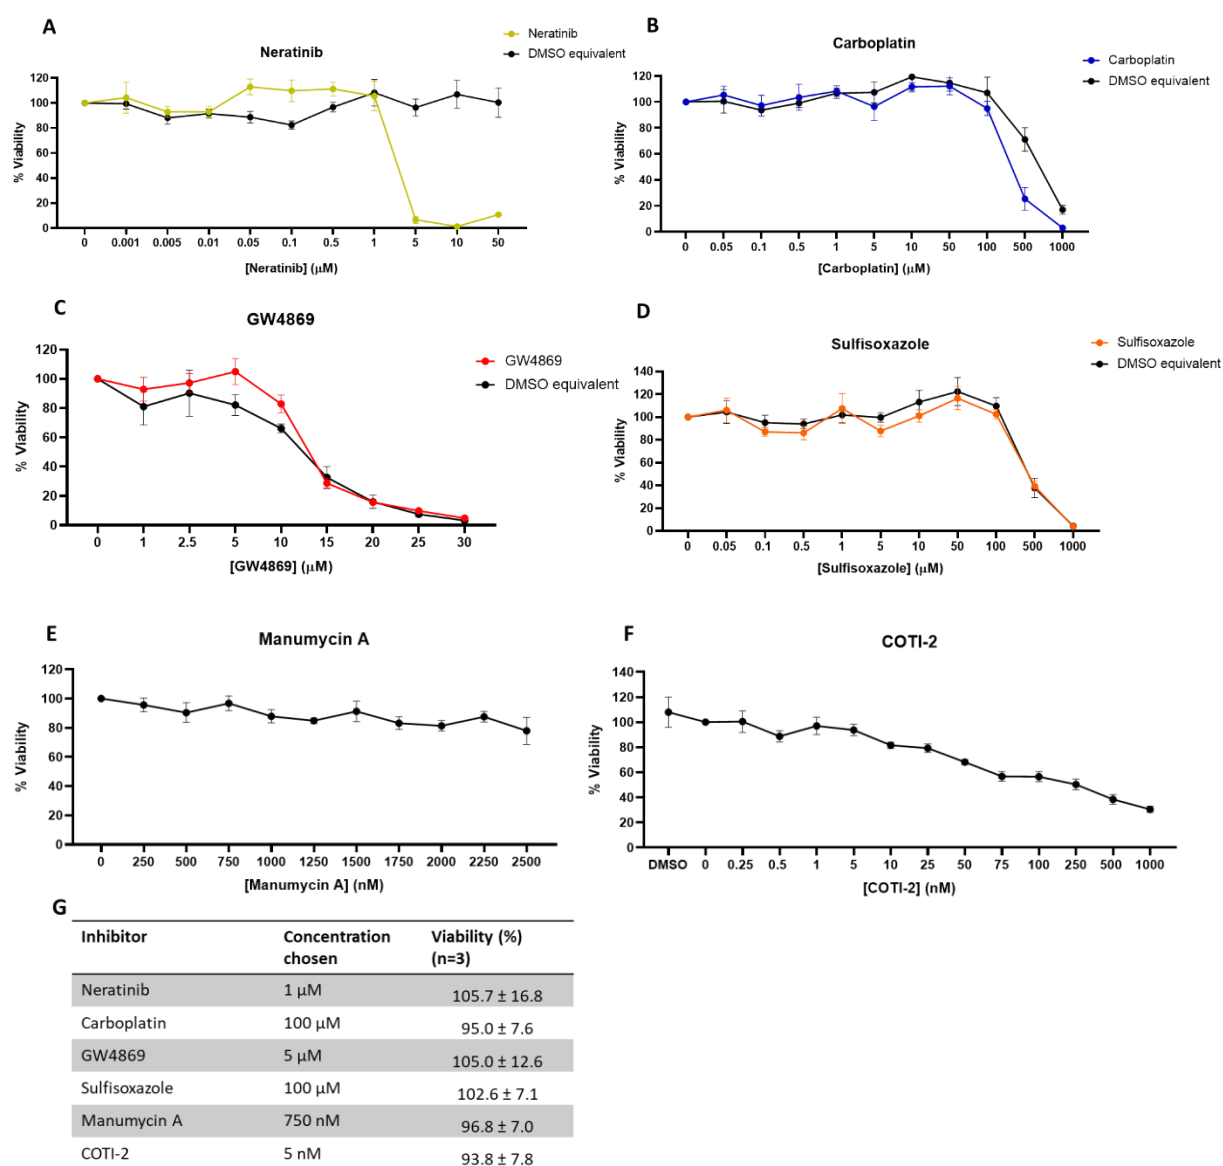 A
Neratinib
Neratinib
DMSO equivalent
120
100
80
60
40
20
0
% Viability
0 0.001 0.005 0.01 0.05 0.1 0.5 1 5 10 50
[Neratinib] (μM)
B
Carboplatin
Carboplatin
DMSO equivalent
120
100
80
60
40
20
0
% Viability
0 0.05 0.1 0.5 1 5 10 50 100 500 1000
[Carboplatin] (μM)
C
GW4869
GW4869
DMSO equivalent
120
100
80
60
40
20
0
% Viability
0 1 2.5 5 10 15 20 25 30
[GW4869] (μM)
D
Sulfisoxazole
Sulfisoxazole
DMSO equivalent
140
120
100
80
60
40
20
0
% Viability
0 0.05 0.1 0.5 1 5 10 50 100 500 1000
[Sulfisoxazole] (μM)
E
Manumycin A
120
100
80
60
40
20
0
% Viability
0 250 500 750 1000 1250 1500 1750 2000 2250 2500
[Manumycin A] (nM)
F
COTI-2
140
120
100
80
60
40
20
0
% Viability
DMSO 0 0.25 0.5 1 5 10 25 50 75 100 250 500 1000
[COTI-2] (nM)
G
Inhibitor Concentration chosen Viability (%) (n=3)
Neratinib 1 μM 105.7 ± 16.8
Carboplatin 100 μM 95.0 ± 7.6
GW4869 5 μM 105.0 ± 12.6
Sulfisoxazole 100 μM 102.6 ± 7.1
Manumycin A 750 nM 96.8 ± 7.0
COTI-2 5 nM 93.8 ± 7.8